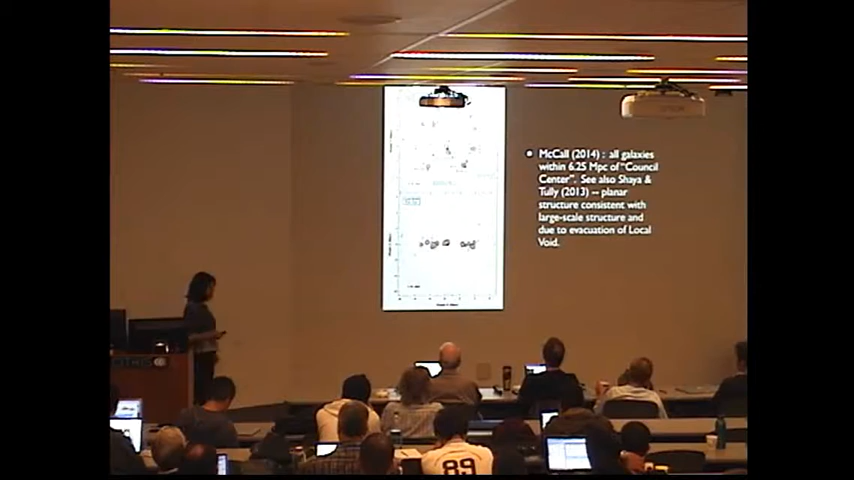 McCall (2014) : all galaxies
within 6.25 Mpc of "Council
Center". See also Shaya &
Tully (2013) -- planar
structure consistent with
large-scale structure and
due to evacuation of Local
Void.
89